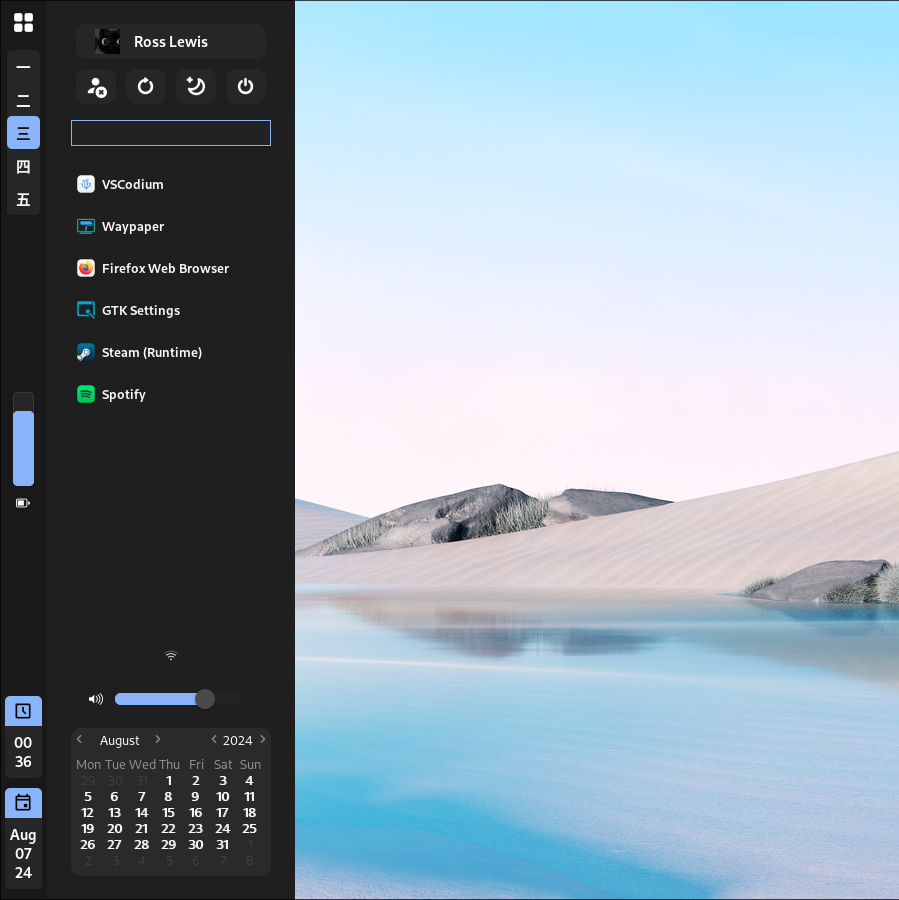 一
二
三
四
五
00
36
Aug
07
24
Ross Lewis
VSCodium
Waypaper
Firefox Web Browser
GTK Settings
Steam (Runtime)
Spotify
August 2024
Mon Tue Wed Thu Fri Sat Sun
29 30 31 1 2 3 4
5 6 7 8 9 10 11
12 13 14 15 16 17 18
19 20 21 22 23 24 25
26 27 28 29 30 31 1
2 3 4 5 6 7 8